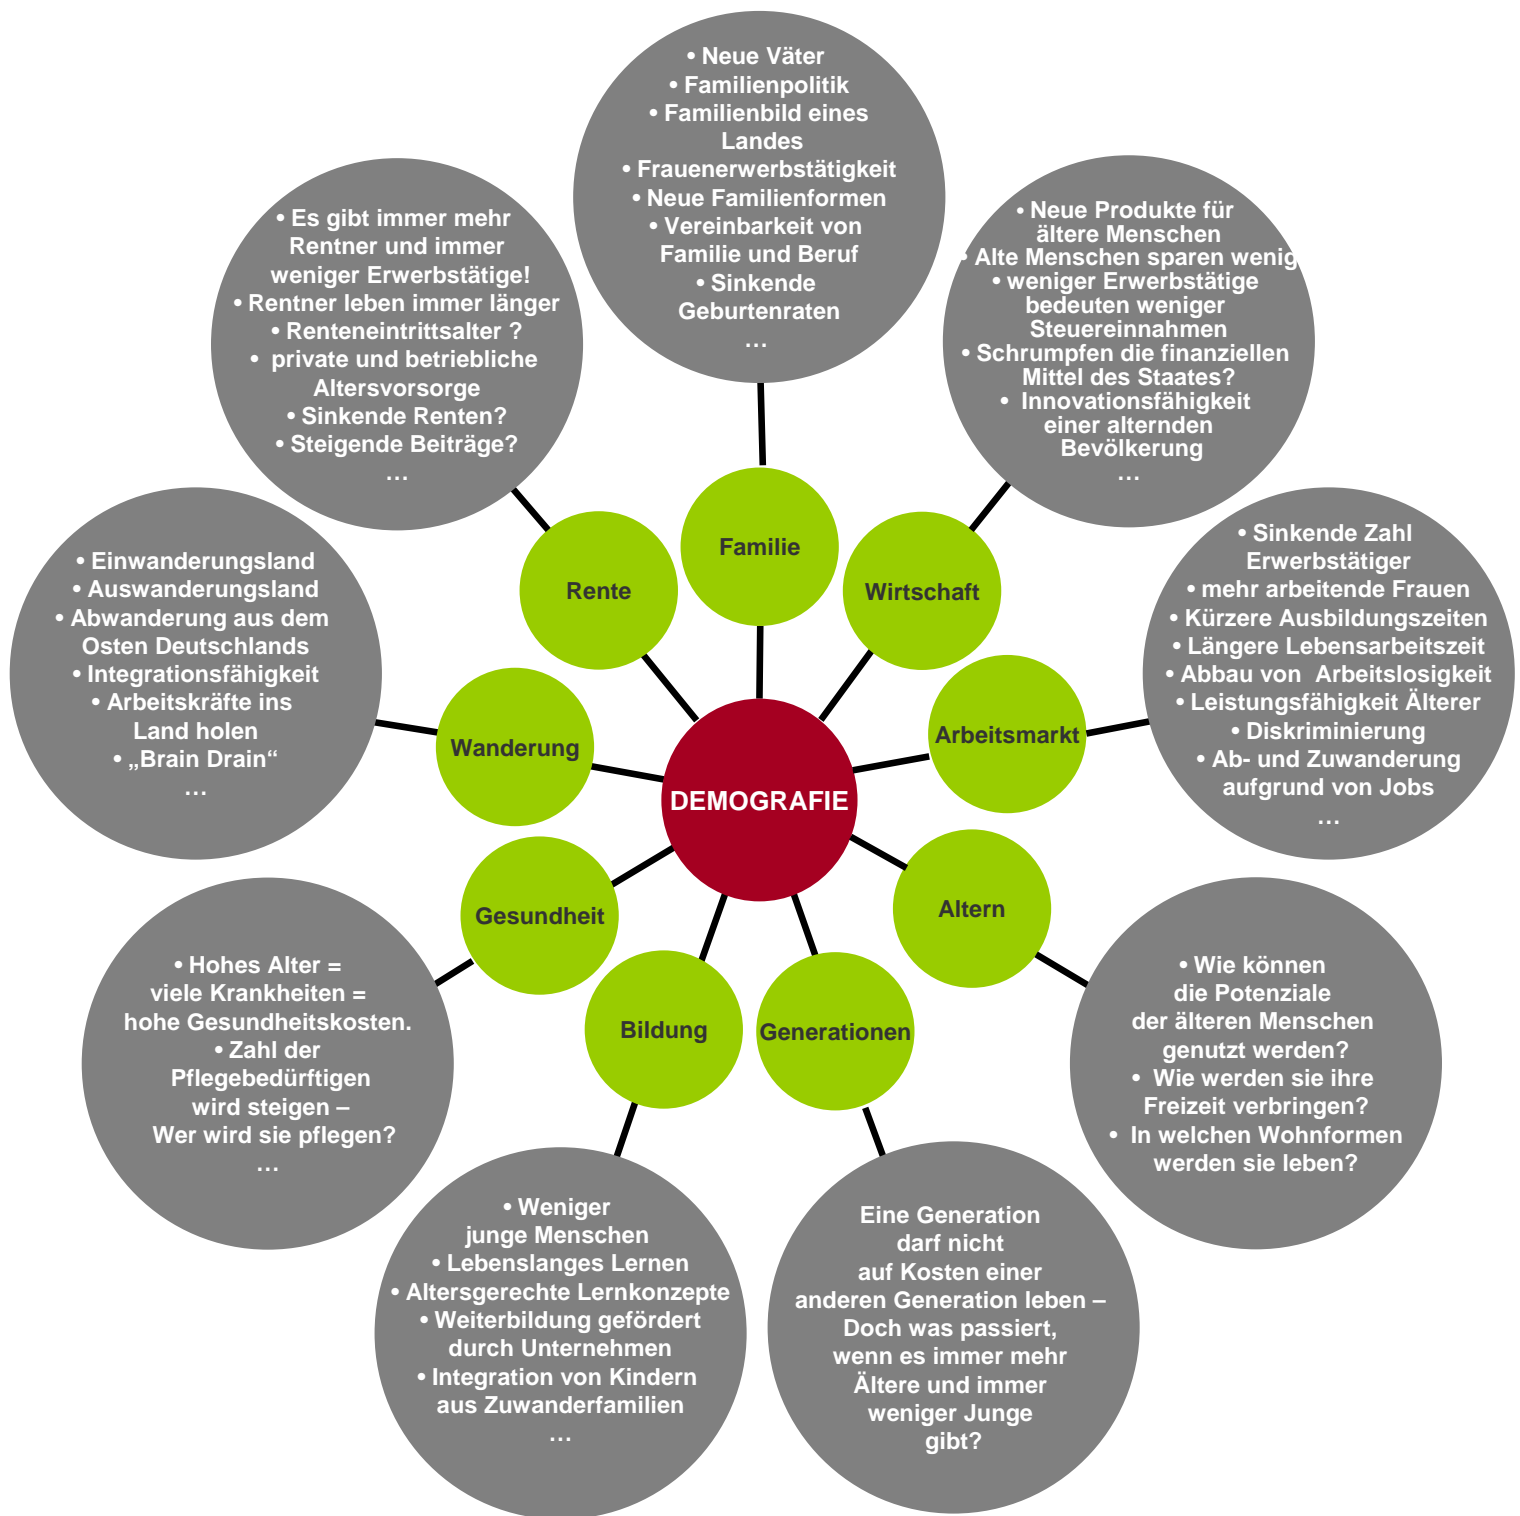 • Neue Väter
• Familienpolitik
• Familienbild eines
Landes
• Frauenerwerbstätigkeit
• Neue Familienformen
• Vereinbarkeit von
Familie und Beruf
• Sinkende
Geburtenraten
…
• Es gibt immer mehr
Rentner und immer
weniger Erwerbstätige!
• Rentner leben immer länger
• Renteneintrittsalter ?
• private und betriebliche
Altersvorsorge
• Sinkende Renten?
• Steigende Beiträge?
…
• Neue Produkte für
ältere Menschen
• Alte Menschen sparen wenig
• weniger Erwerbstätige
bedeuten weniger
Steuereinnahmen
• Schrumpfen die finanziellen
Mittel des Staates?
• Innovationsfähigkeit
einer alternden
Bevölkerung
…
• Einwanderungsland
• Auswanderungsland
• Abwanderung aus dem
Osten Deutschlands
• Integrationsfähigkeit
• Arbeitskräfte ins
Land holen
• „Brain Drain“
…
• Sinkende Zahl
Erwerbstätiger
• mehr arbeitende Frauen
• Kürzere Ausbildungszeiten
• Längere Lebensarbeitszeit
• Abbau von Arbeitslosigkeit
• Leistungsfähigkeit Älterer
• Diskriminierung
• Ab- und Zuwanderung
aufgrund von Jobs
…
Familie
Rente
Wirtschaft
Wanderung
Arbeitsmarkt
DEMOGRAFIE
Gesundheit
Altern
Bildung
Generationen
• Hohes Alter =
viele Krankheiten =
hohe Gesundheitskosten.
• Zahl der
Pflegebedürftigen
wird steigen –
Wer wird sie pflegen?
…
• Wie können
die Potenziale
der älteren Menschen
genutzt werden?
• Wie werden sie ihre
Freizeit verbringen?
• In welchen Wohnformen
werden sie leben?
• Weniger
junge Menschen
• Lebenslanges Lernen
• Altersgerechte Lernkonzepte
• Weiterbildung gefördert
durch Unternehmen
• Integration von Kindern
aus Zuwanderfamilien
…
Eine Generation
darf nicht
auf Kosten einer
anderen Generation leben –
Doch was passiert,
wenn es immer mehr
Ältere und immer
weniger Junge
gibt?